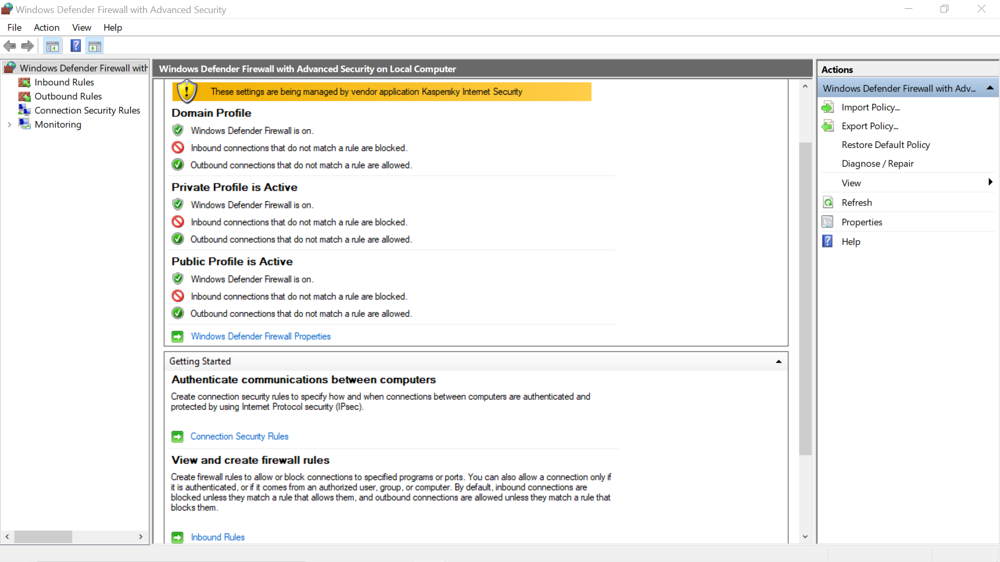 Windows Defender Firewall with Advanced Security
File Action View Help
Windows Defender Firewall with
Inbound Rules
Outbound Rules
Connection Security Rules
Monitoring
Windows Defender Firewall with Advanced Security on Local Computer
These settings are being managed by vendor application Kaspersky Internet Security
Domain Profile
Windows Defender Firewall is on.
Inbound connections that do not match a rule are blocked.
Outbound connections that do not match a rule are allowed.
Private Profile is Active
Windows Defender Firewall is on.
Inbound connections that do not match a rule are blocked.
Outbound connections that do not match a rule are allowed.
Public Profile is Active
Windows Defender Firewall is on.
Inbound connections that do not match a rule are blocked.
Outbound connections that do not match a rule are allowed.
Windows Defender Firewall Properties
Getting Started
Authenticate communications between computers
Create connection security rules to specify how and when connections between computers are authenticated and
protected by using Internet Protocol security (IPsec).
Connection Security Rules
View and create firewall rules
Create firewall rules to allow or block connections to specified programs or ports. You can also allow a connection only if
it is authenticated, or if it comes from an authorized user, group, or computer. By default, inbound connections are
blocked unless they match a rule that allows them, and outbound connections are allowed unless they match a rule that
blocks them.
Inbound Rules
Actions
Windows Defender Firewall with Adv...
Import Policy...
Export Policy...
Restore Default Policy
Diagnose / Repair
View
Refresh
Properties
Help